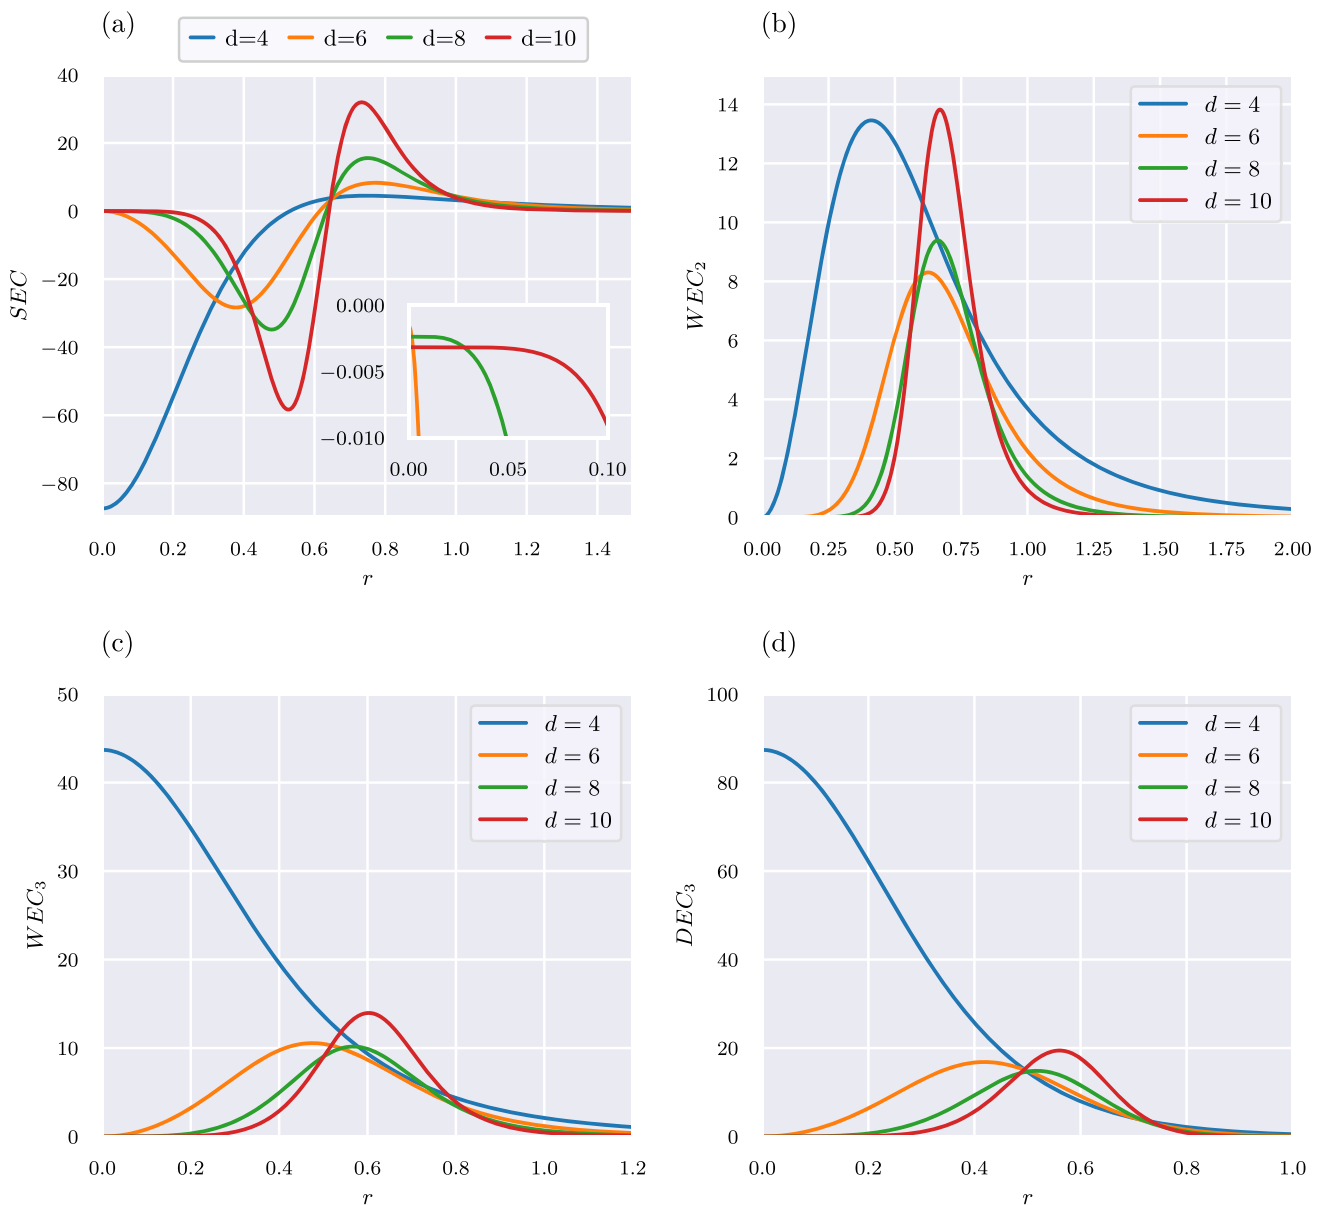 (a)
d=4 d=6 d=8 d=10
40
20
0
−20
−40
−60
−80
SEC
0.000
−0.005
−0.010
0.00 0.05 0.10
0.0 0.2 0.4 0.6 0.8 1.0 1.2 1.4
r
(b)
d = 4
d = 6
d = 8
d = 10
14
12
10
8
6
4
2
0
WEC₂
0.00 0.25 0.50 0.75 1.00 1.25 1.50 1.75 2.00
r
(c)
d = 4
d = 6
d = 8
d = 10
50
40
30
20
10
0
WEC₃
0.0 0.2 0.4 0.6 0.8 1.0 1.2
r
(d)
d = 4
d = 6
d = 8
d = 10
100
80
60
40
20
0
DEC₃
0.0 0.2 0.4 0.6 0.8 1.0
r